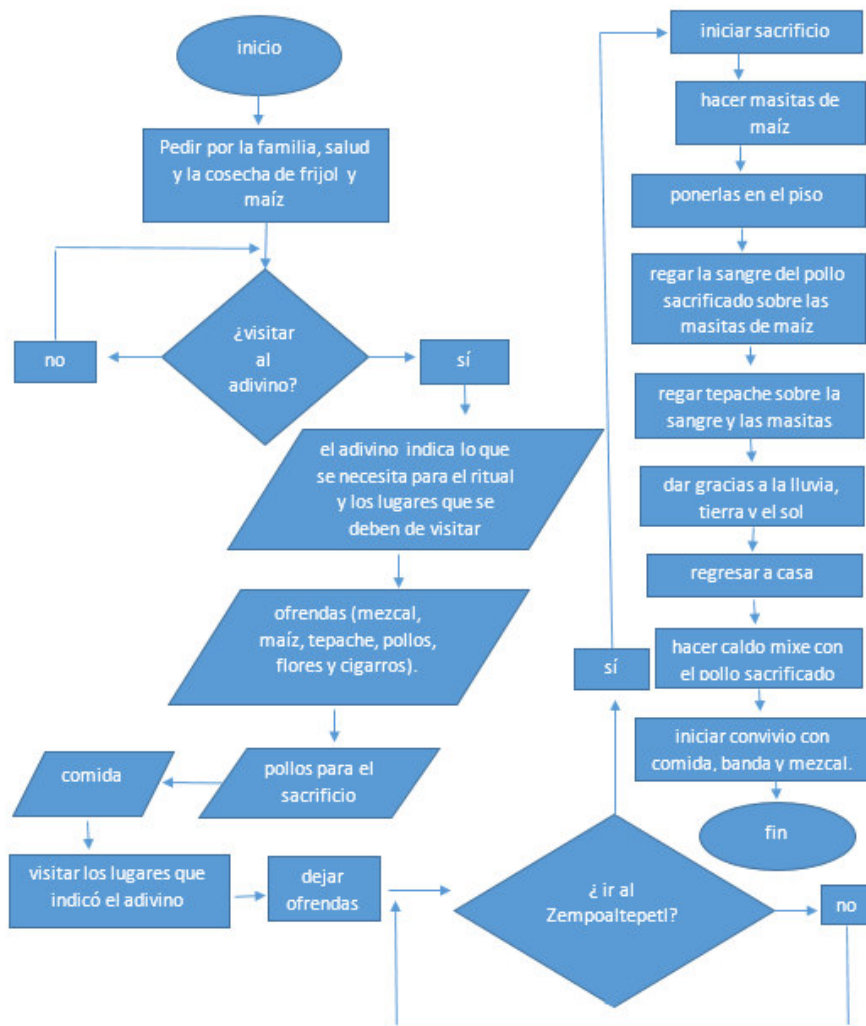 inicio
Pedir por la familia, salud
y la cosecha de frijol y
maíz
¿visitar
al
adivino?
no
sí
el adivino indica lo que
se necesita para el ritual
y los lugares que se
deben de visitar
ofrendas (mezcal,
maíz, tepache, pollos,
flores y cigarros).
pollos para el
sacrificio
comida
visitar los lugares que
indicó el adivino
dejar
ofrendas
¿ ir al
Zempoaltepetl?
no
sí
iniciar sacrificio
hacer masitas de
maíz
ponerlas en el piso
regar la sangre del pollo
sacrificado sobre las
masitas de maíz
regar tepache sobre la
sangre y las masitas
dar gracias a la lluvia,
tierra y el sol
regresar a casa
hacer caldo mixe con
el pollo sacrificado
iniciar convivio con
comida, banda y mezcal.
fin